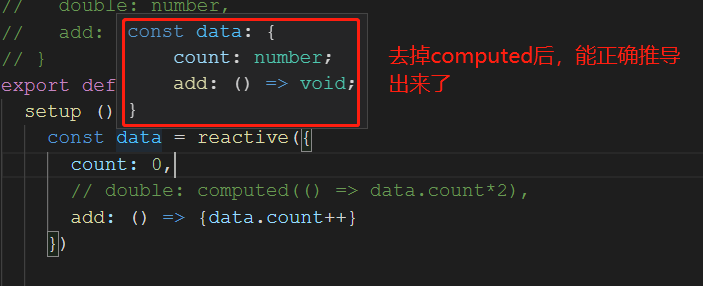 //   double: number,
//   add:
// }
const data: {
count: number;
add: () => void;
}
去掉computed后，能正确推导
出来了
export def
setup ()
const data = reactive({
count: 0,
// double: computed(() => data.count*2),
add: () => {data.count++}
})